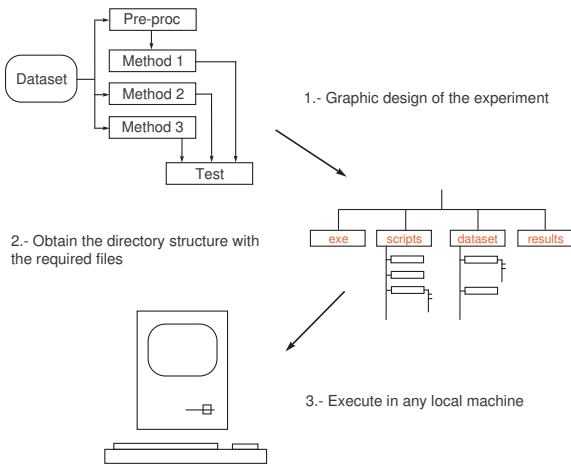 Pre-proc
Method 1
Dataset
Method 2
Method 3
Test
1.- Graphic design of the experiment
2.- Obtain the directory structure with
the required files
exe
scripts
dataset
results
3.- Execute in any local machine